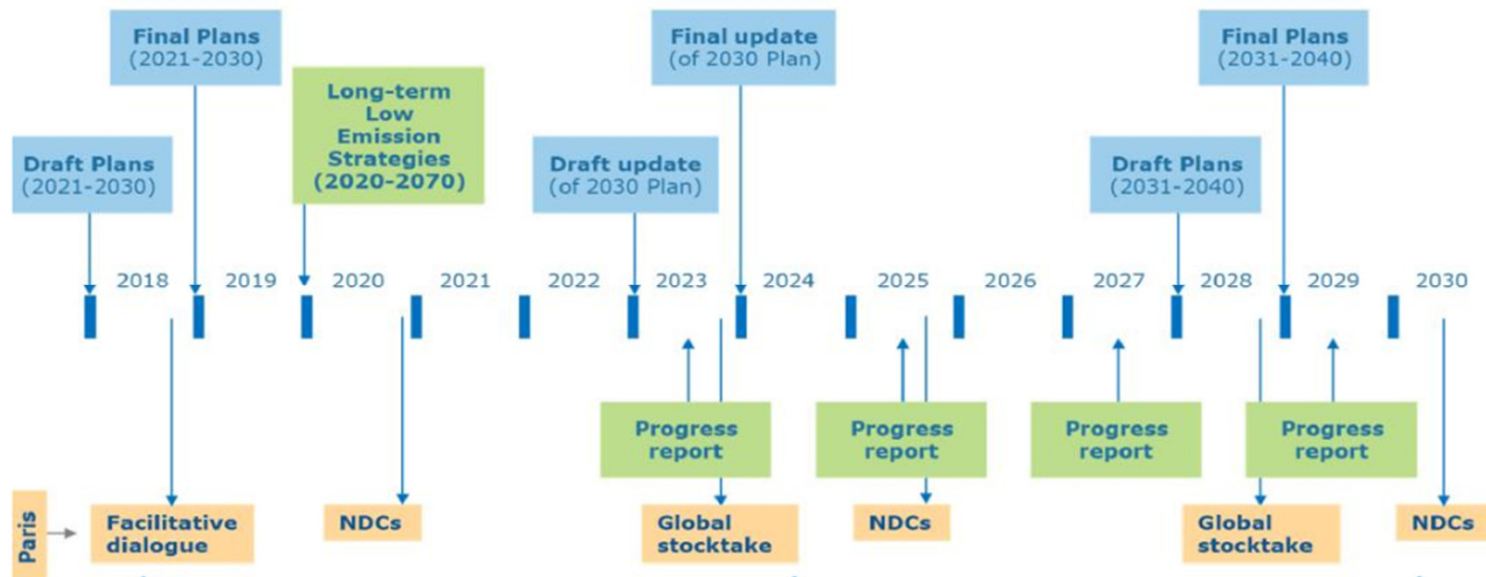 Final Plans
(2021-2030)
Final update
(of 2030 Plan)
Final Plans
(2031-2040)
Long-term
Low
Emission
Strategies
(2020-2070)
Draft Plans
(2021-2030)
Draft update
(of 2030 Plan)
Draft Plans
(2031-2040)
2018 2019 2020 2021 2022 2023 2024 2025 2026 2027 2028 2029 2030
Progress
report
Progress
report
Progress
report
Progress
report
Paris
Facilitative
dialogue
NDCs
Global
stocktake
NDCs
Global
stocktake
NDCs